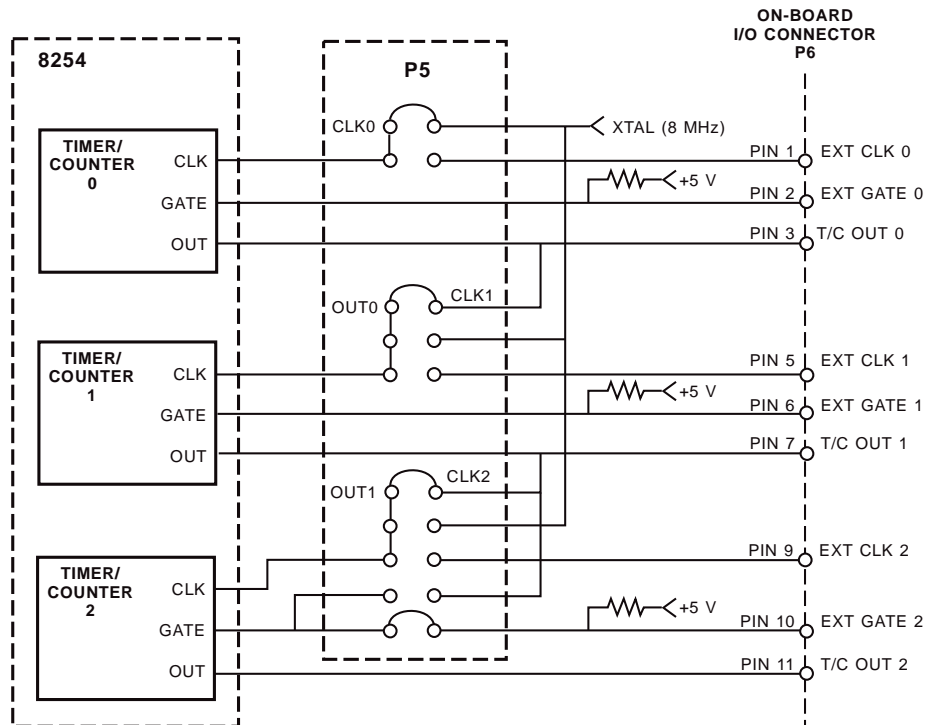 ON-BOARD
I/O CONNECTOR
P6
8254
P5
CLK0
XTAL (8 MHz)
TIMER/
COUNTER
0
CLK
GATE
OUT
PIN 1 EXT CLK 0
+5 V
PIN 2 EXT GATE 0
PIN 3 T/C OUT 0
OUT0 CLK1
TIMER/
COUNTER
1
CLK
GATE
OUT
PIN 5 EXT CLK 1
+5 V
PIN 6 EXT GATE 1
PIN 7 T/C OUT 1
OUT1 CLK2
TIMER/
COUNTER
2
CLK
GATE
OUT
PIN 9 EXT CLK 2
+5 V
PIN 10 EXT GATE 2
PIN 11 T/C OUT 2